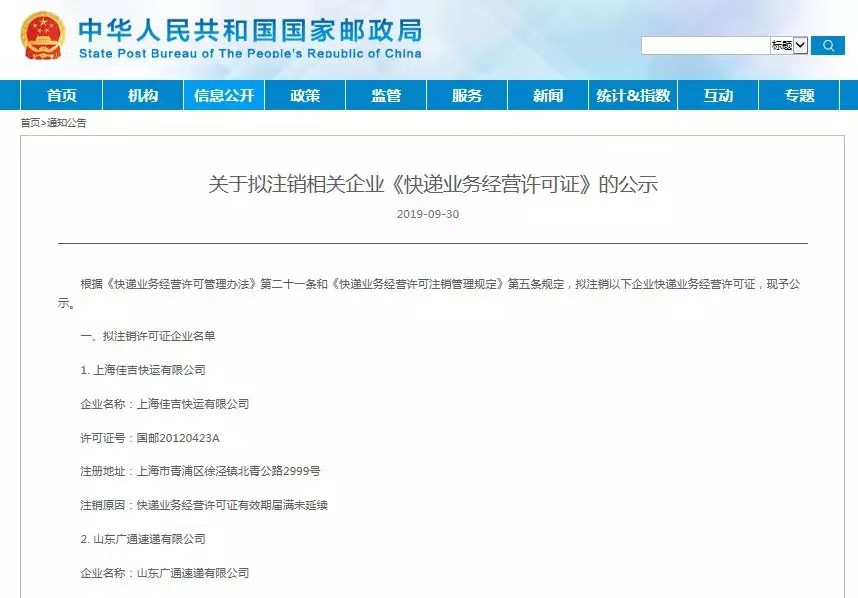 中华人民共和国国家邮政局
State Post Bureau of The People's Republic of China
标题
首页 机构 信息公开 政策 监管 服务 新闻 统计&指数 互动 专题
首页>通知公告
关于拟注销相关企业《快递业务经营许可证》的公示
2019-09-30
根据《快递业务经营许可管理办法》第二十一条和《快递业务经营许可注销管理规定》第五条规定，拟注销以下企业快递业务经营许可证，现予公
示。
一、拟注销许可证企业名单
1. 上海佳吉快运有限公司
企业名称：上海佳吉快运有限公司
许可证号：国邮20120423A
注册地址：上海市青浦区徐泾镇北青公路2999号
注销原因：快递业务经营许可证有效期届满未延续
2. 山东广通速递有限公司
企业名称：山东广通速递有限公司